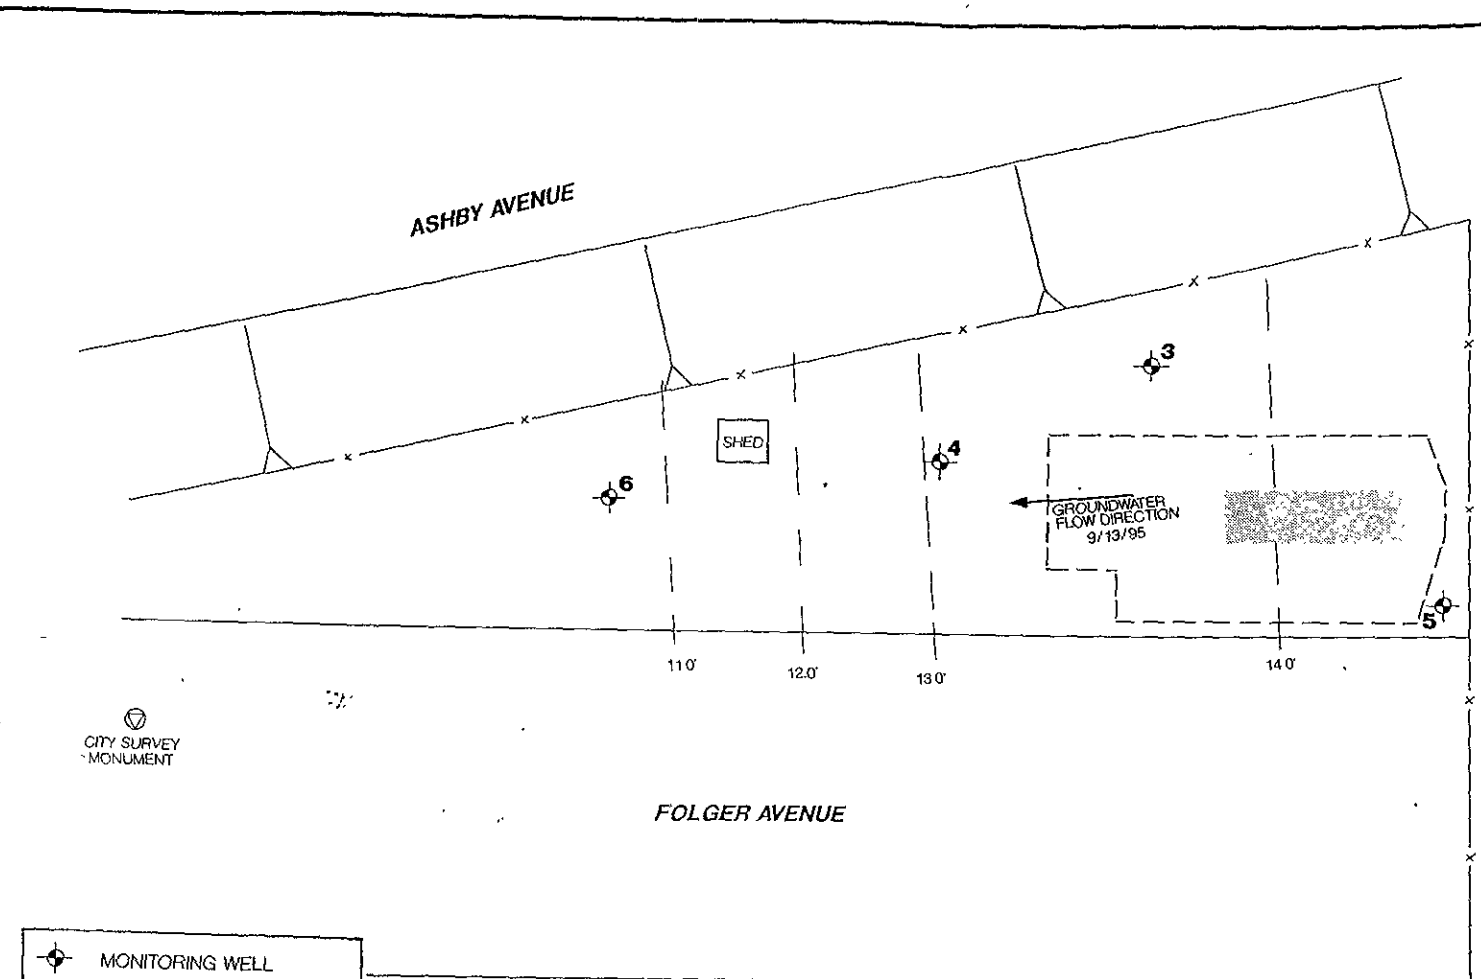 ASHBY AVENUE
3
SHED
4
6
GROUNDWATER
FLOW DIRECTION
9/13/95
5
11 0'
12.0'
13 0'
14 0'
CITY SURVEY
MONUMENT
FOLGER AVENUE
MONITORING WELL